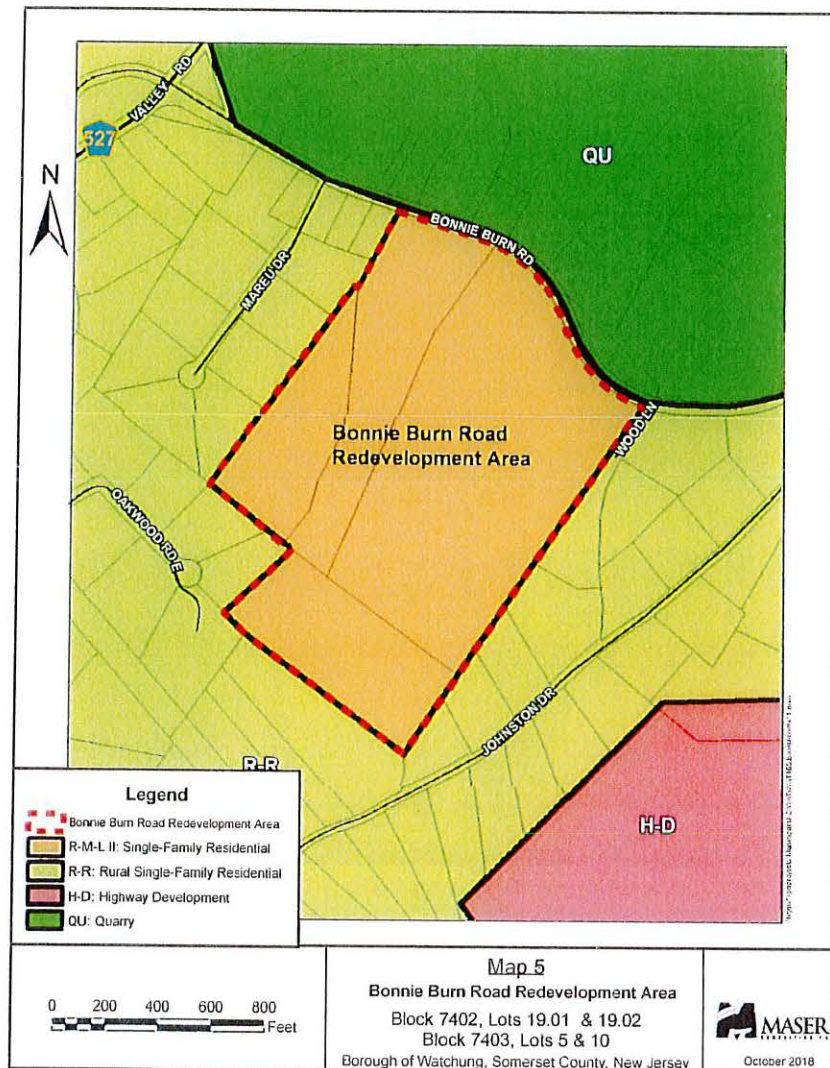 VALLEY RD
527
QU
N
BONNIE BURN RD
MAREU DR
WOOD LN
Bonnie Burn Road
Redevelopment Area
OAKWOOD RD E
JOHNSTON DR
R-R
H-D
Legend
Bonnie Burn Road Redevelopment Area
R-M-L II: Single-Family Residential
R-R: Rural Single-Family Residential
H-D: Highway Development
QU: Quarry
0 200 400 600 800
Feet
Map 5
Bonnie Burn Road Redevelopment Area
Block 7402, Lots 19.01 & 19.02
Block 7403, Lots 5 & 10
Borough of Watchung, Somerset County, New Jersey
MASER
October 2018